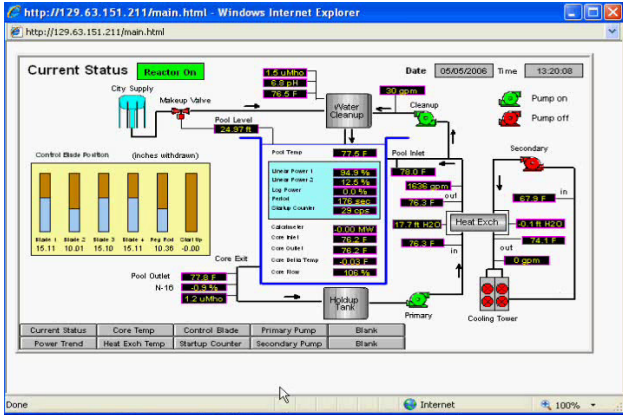 http://129.63.151.211/main.html - Windows Internet Explorer
http://129.63.151.211/main.html
Current Status Reactor On
1.5 uMho
6.8 pH
76.5 F
Date 05/05/2006 Time 13:20:08
City Supply
Makeup Valve
Water Cleanup
30 gpm
Cleanup
Pump on
Pump off
Pool Level
24.97 ft
Control Blade Position (inches withdrawn)
Blade 1 Blade 2 Blade 3 Blade 4 Reg Rod Start Up
15.11 10.01 15.10 15.11 10.36 -0.00
Pool Temp 77.5 F
Linear Power 1 94.9 %
Linear Power 2 12.5 %
Log Power 0.0 %
Period 176 sec
Startup Counter 29 cps
Calorimeter -0.00 MW
Core Inlet 76.2 F
Core Outlet 76.2 F
Core Delta Temp -0.03 F
Core Flow 106 %
Pool Inlet
78.0 F
1636 gpm
out
76.3 F
17.7 ft H2O
76.3 F
in
Heat Exch
Secondary
in
67.9 F
-0.1 ft H2O
74.1 F
out
0 gpm
Core Exit
Pool Outlet 77.8 F
N-16 -0.9 %
1.2 uMho
Holdup Tank
Primary
Cooling Tower
Current Status Core Temp Control Blade Primary Pump Blank
Power Trend Heat Exch Temp Startup Counter Secondary Pump Blank
Done Internet 100%